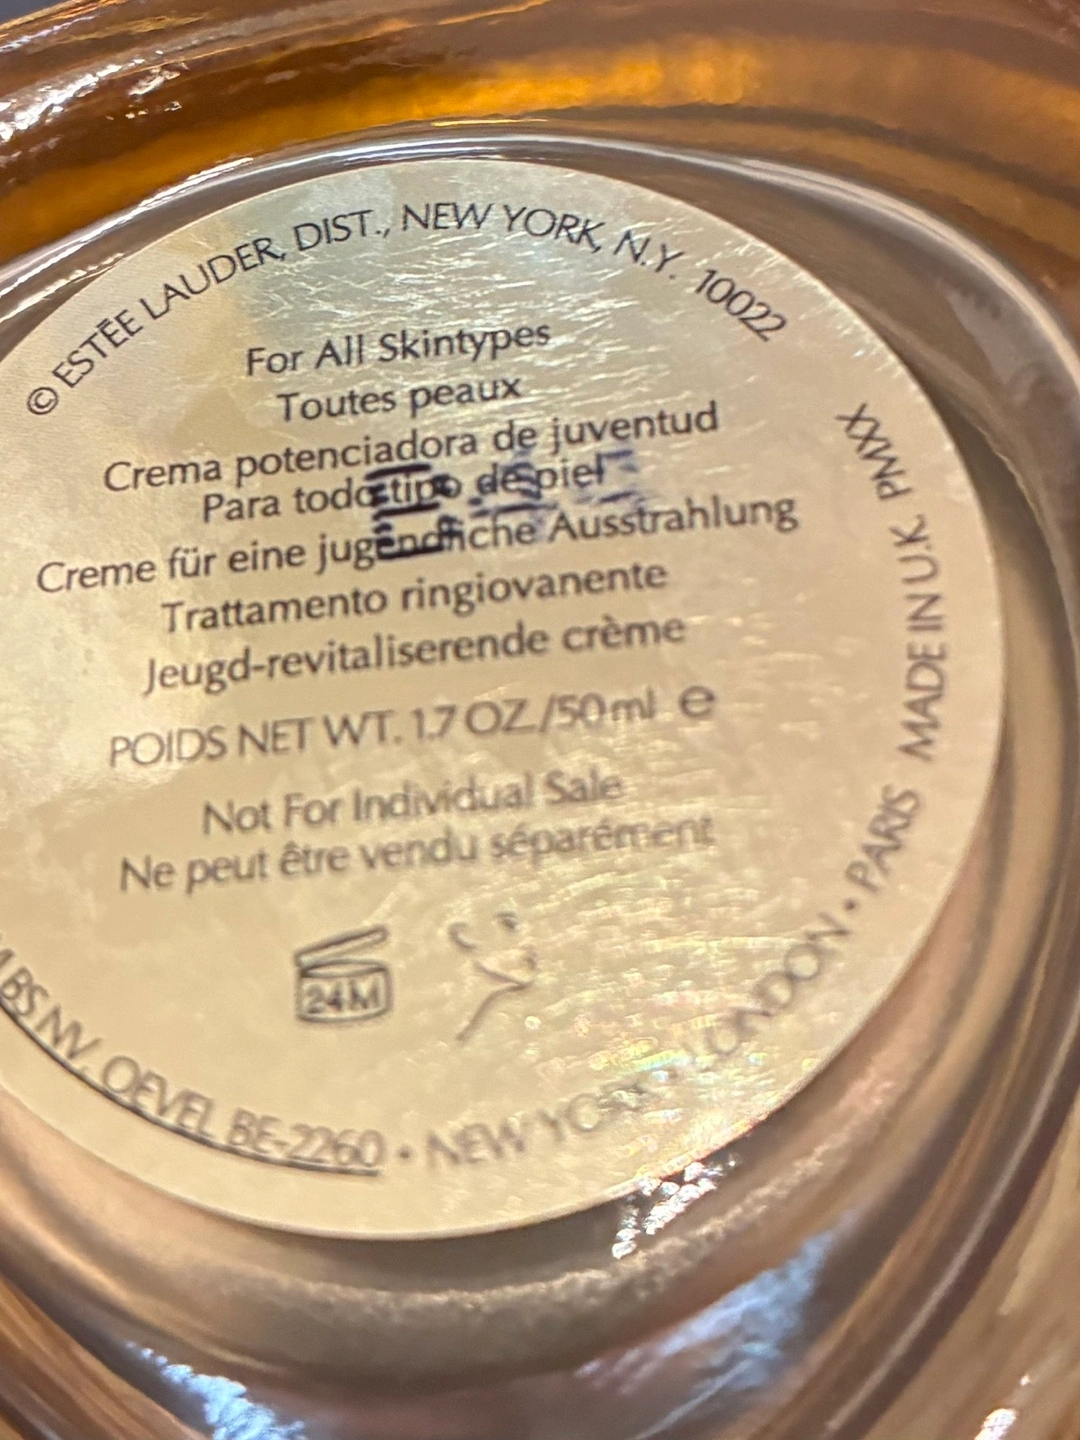 © ESTÉE LAUDER, DIST., NEW YORK, N.Y. 10022
For All Skintypes
Toutes peaux
Crema potenciadora de juventud
Para todo tipo de piel
Creme für eine jugendliche Ausstrahlung
Trattamento ringiovanente
Jeugd-revitaliserende crème
POIDS NET WT. 1.7 OZ./50ml e
Not For Individual Sale
Ne peut être vendu séparément
24M
BS NV, OEVEL BE-2260 • NEW YORK • LONDON • PARIS MADE IN U.K. PMXX